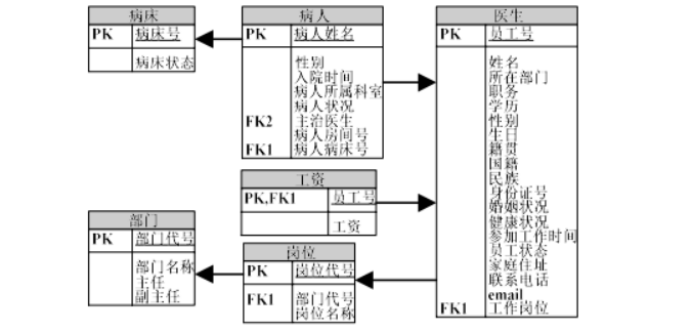 病床
PK 病床号
病床状态
病人
PK 病人姓名
性别
入院时间
病人所属科室
病人状况
FK2 主治医生
病人房间号
FK1 病人病床号
医生
PK 员工号
姓名
所在部门
职务
学历
性别
生日
籍贯
国籍
民族
身份证号
婚姻状况
健康状况
参加工作时间
员工状态
家庭住址
联系电话
email
FK1 工作岗位
工资
PK,FK1 员工号
工资
部门
PK 部门代号
部门名称
主任
副主任
岗位
PK 岗位代号
FK1 部门代号
岗位名称